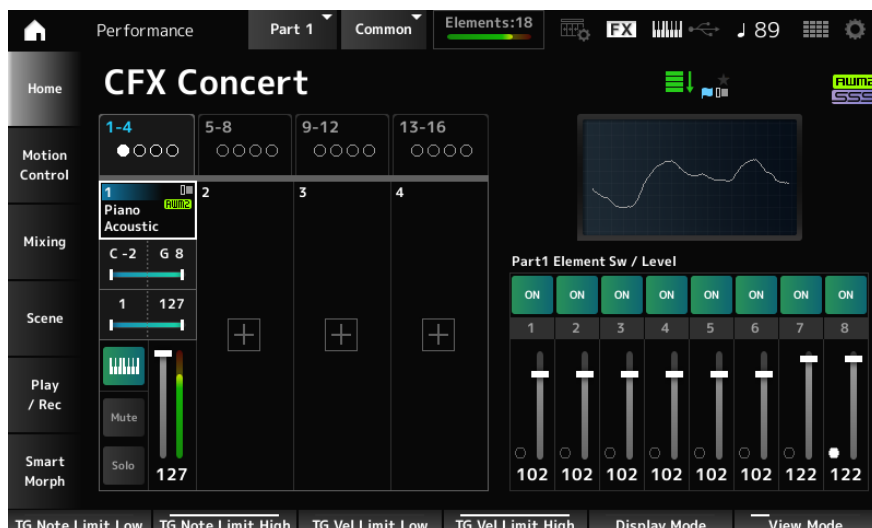 Performance
Part 1
Common
Elements:18
FX
♩ 89
Home
Motion
Control
Mixing
Scene
Play
/ Rec
Smart
Morph
CFX Concert
AWM2
SSS
1-4
5-8
9-12
13-16
1
Piano
AWM2
Acoustic
2
3
4
C -2
G 8
1
127
Mute
Solo
127
Part1 Element Sw / Level
ON ON ON ON ON ON ON ON
1 2 3 4 5 6 7 8
102 102 102 102 102 102 122 122
TG Note Limit Low
TG Note Limit High
TG Vel Limit Low
TG Vel Limit High
Display Mode
View Mode